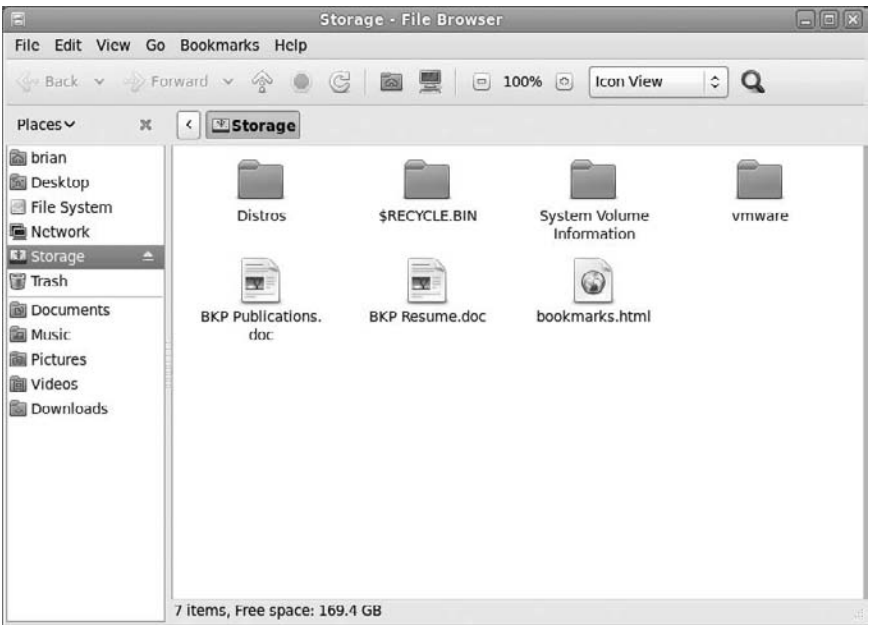 Storage - File Browser
File Edit View Go Bookmarks Help
Back Forward 100% Icon View
Places Storage
brian
Desktop
File System
Network
Storage
Trash
Documents
Music
Pictures
Videos
Downloads
Distros
$RECYCLE.BIN
System Volume
Information
vmware
BKP Publications.
doc
BKP Resume.doc
bookmarks.html
7 items, Free space: 169.4 GB